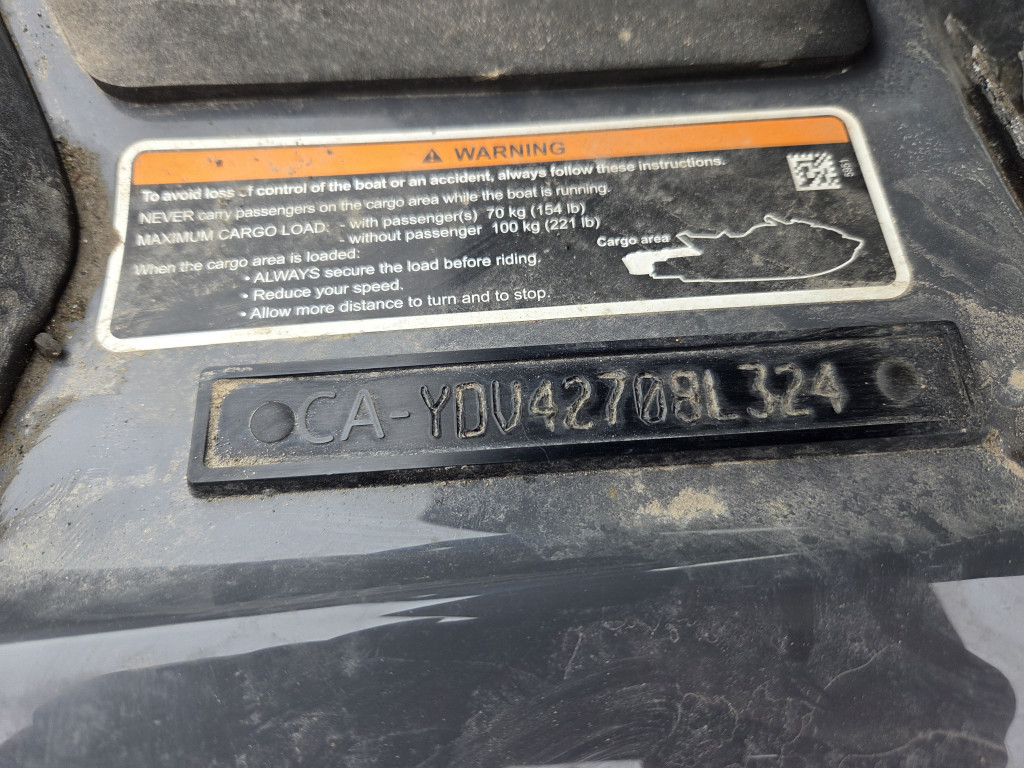 ⚠ WARNING
To avoid loss of control of the boat or an accident, always follow these instructions.
NEVER carry passengers on the cargo area while the boat is running.
MAXIMUM CARGO LOAD: - with passenger(s) 70 kg (154 lb)
- without passenger 100 kg (221 lb)
Cargo area
When the cargo area is loaded:
• ALWAYS secure the load before riding.
• Reduce your speed.
• Allow more distance to turn and to stop.
CA-YDV42708L324